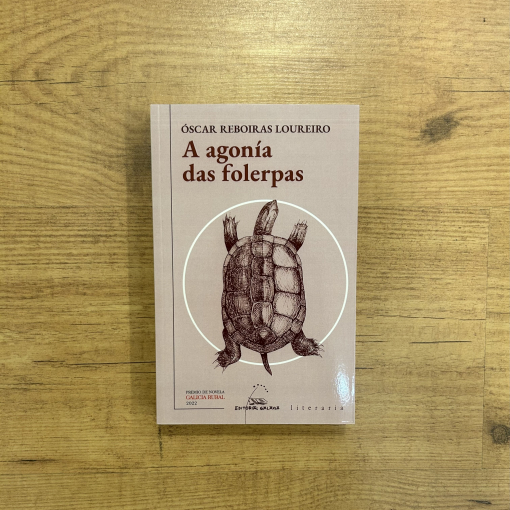 ÓSCAR REBOIRAS LOUREIRO
A agonía
das folerpas
PREMIO DE NOVELA
GALICIA RURAL
2022
EDITORIAL GALAXIA
literaria